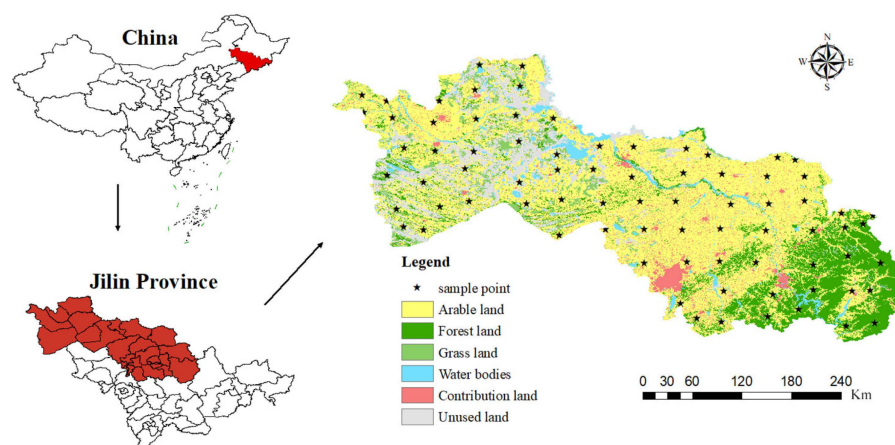 China
Jilin Province
N
W E
S
Legend
sample point
Arable land
Forest land
Grass land
Water bodies
Contribution land
Unused land
0 30 60 120 180 240
Km